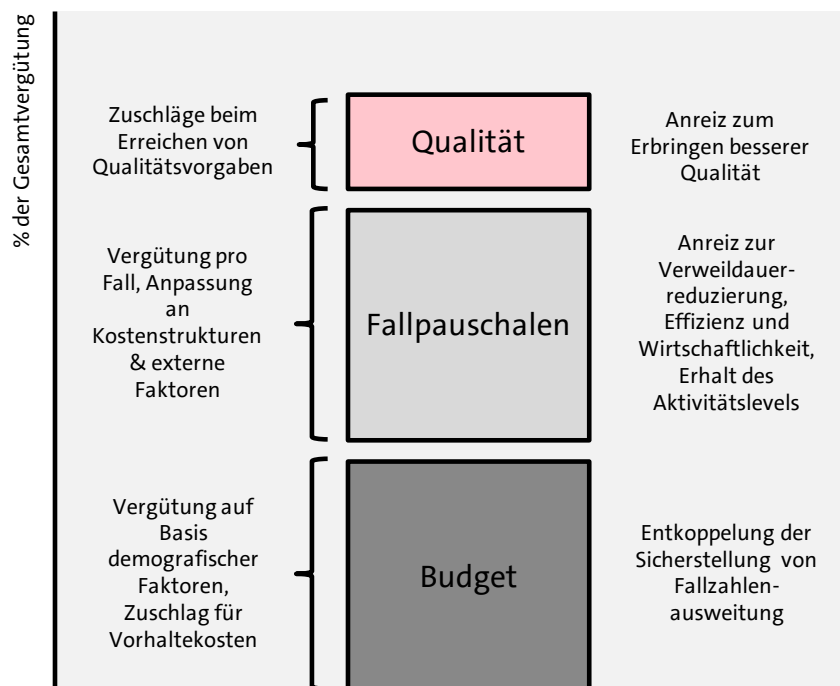 % der Gesamtvergütung
Zuschläge beim
Erreichen von
Qualitätsvorgaben
Qualität
Anreiz zum
Erbringen besserer
Qualität
Vergütung pro
Fall, Anpassung
an
Kostenstrukturen
& externe
Faktoren
Fallpauschalen
Anreiz zur
Verweildauer-
reduzierung,
Effizienz und
Wirtschaftlichkeit,
Erhalt des
Aktivitätslevels
Vergütung auf
Basis
demografischer
Faktoren,
Zuschlag für
Vorhaltekosten
Budget
Entkoppelung der
Sicherstellung von
Fallzahlen-
ausweitung